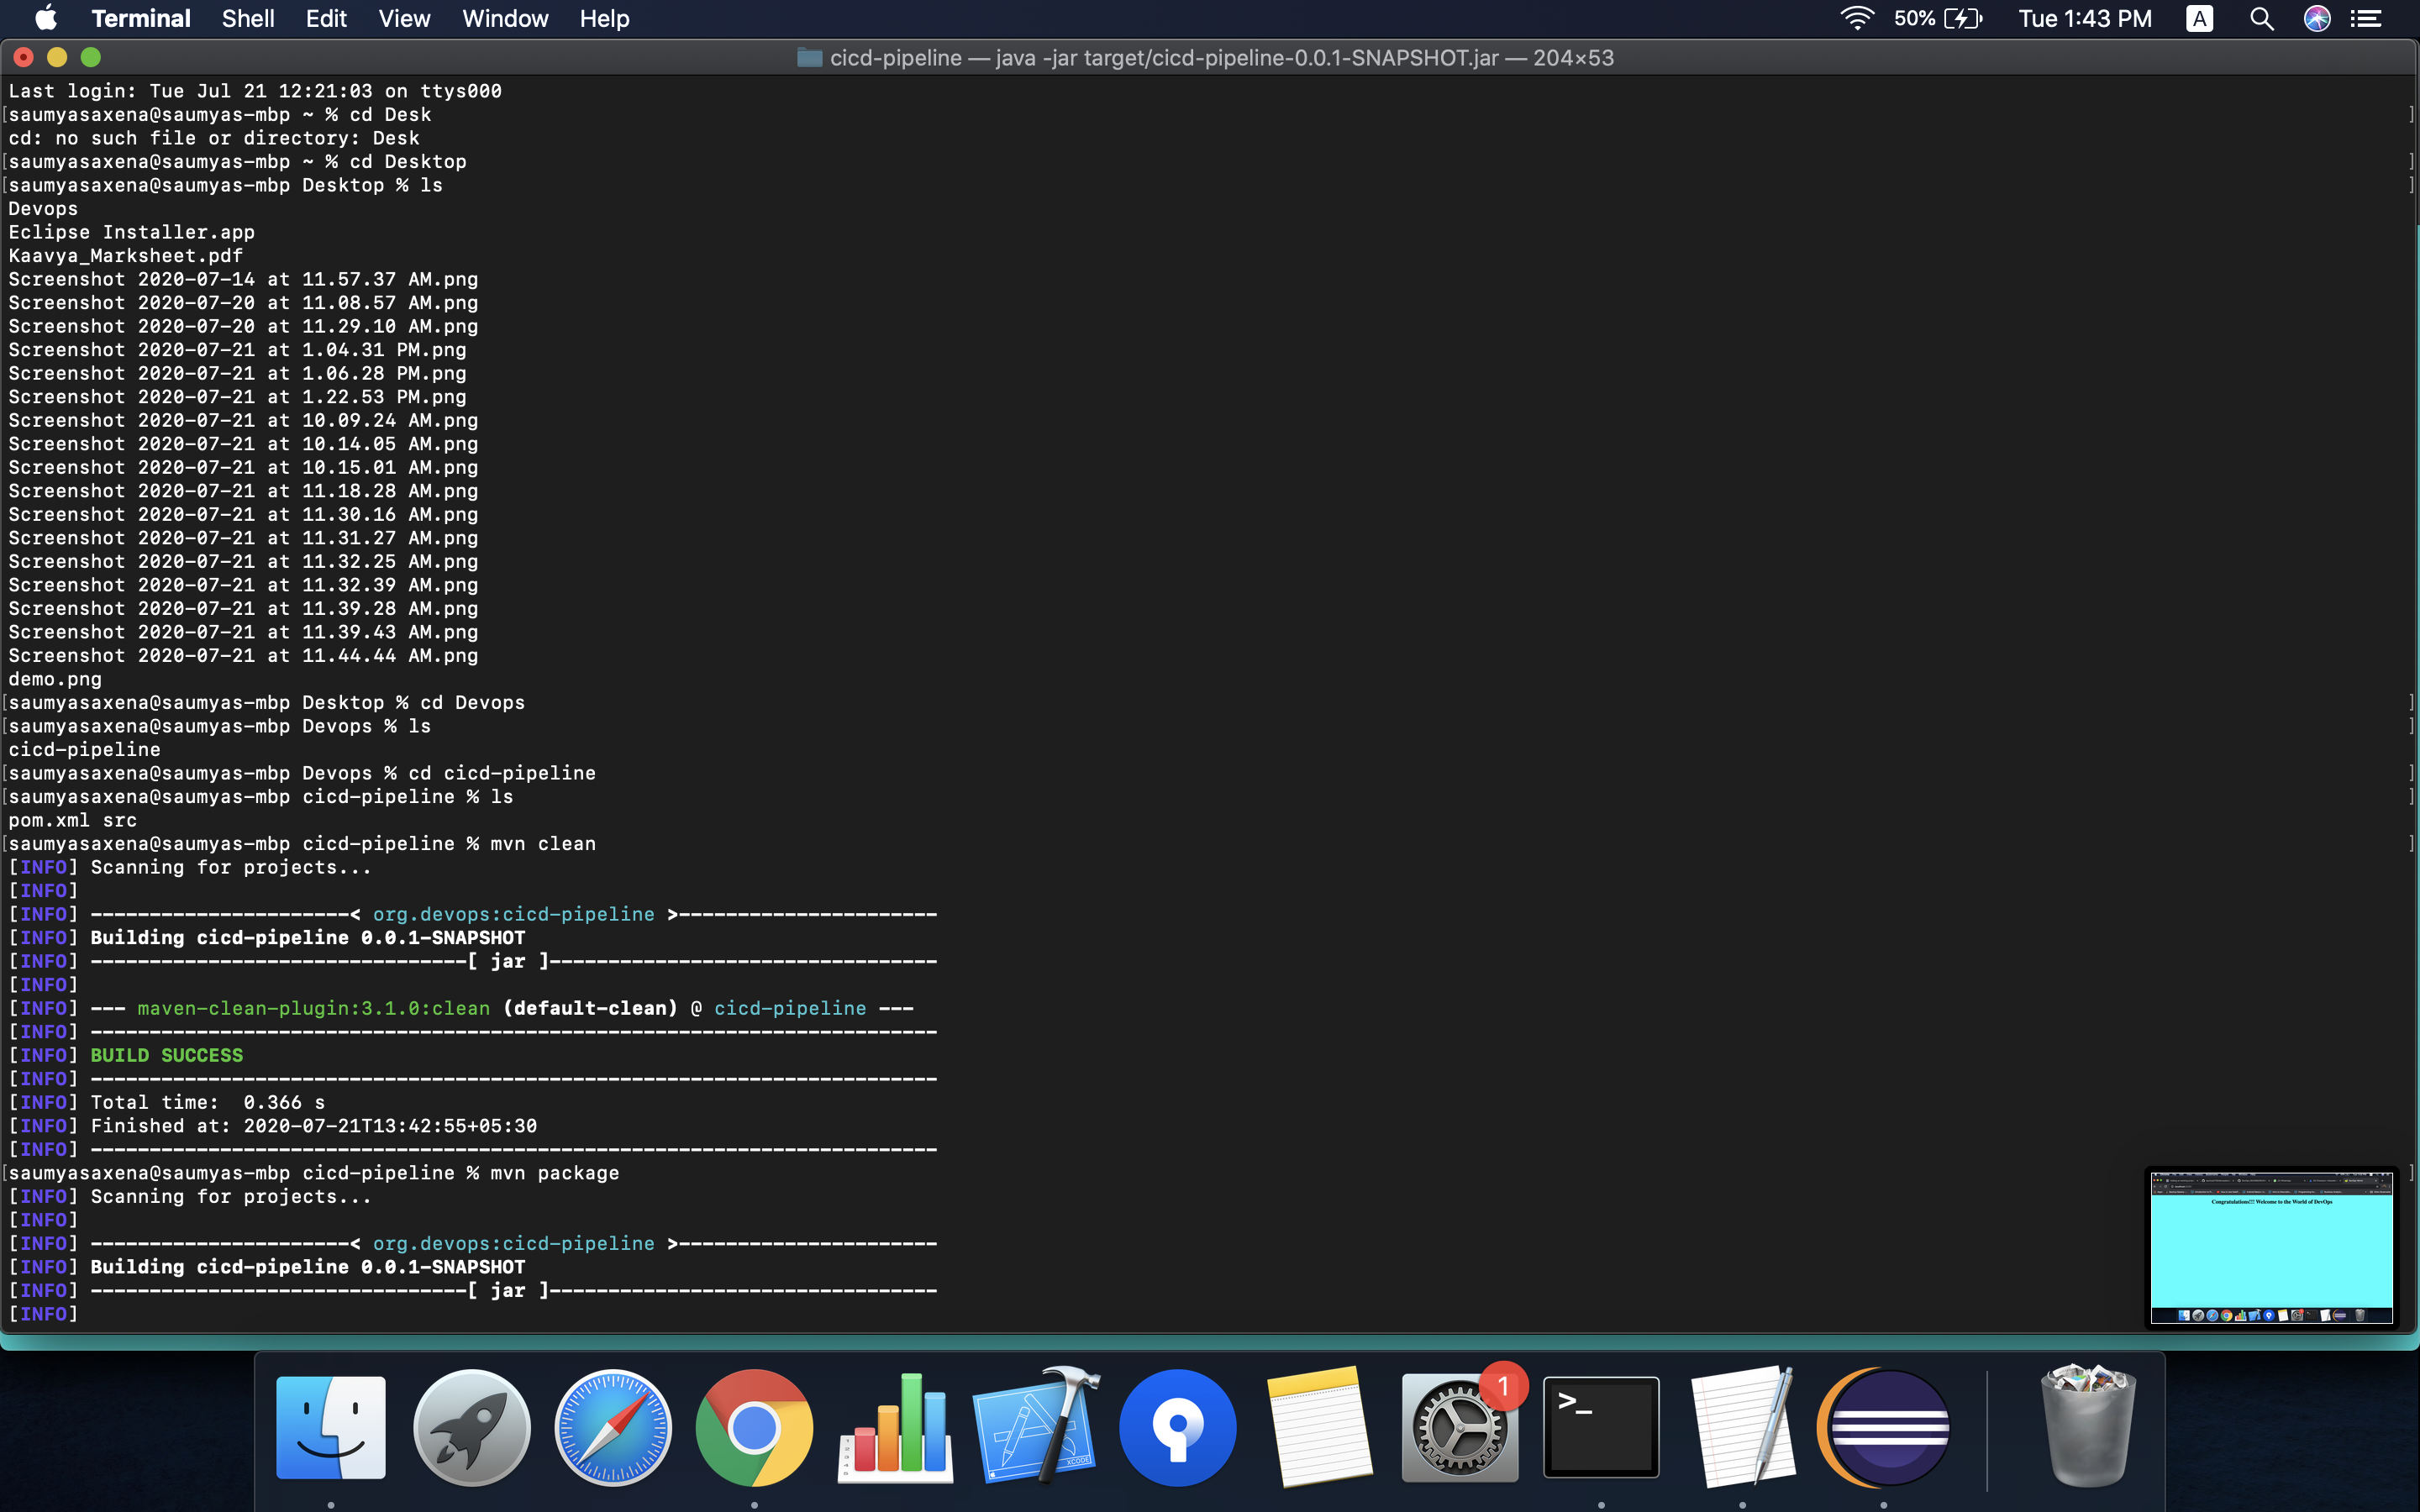 Terminal Shell Edit View Window Help 50% Tue 1:43 PM A
cicd-pipeline — java -jar target/cicd-pipeline-0.0.1-SNAPSHOT.jar — 204×53
Last login: Tue Jul 21 12:21:03 on ttys000
[saumyasaxena@saumyas-mbp ~ % cd Desk ]
cd: no such file or directory: Desk
[saumyasaxena@saumyas-mbp ~ % cd Desktop ]
[saumyasaxena@saumyas-mbp Desktop % ls ]
Devops
Eclipse Installer.app
Kaavya_Marksheet.pdf
Screenshot 2020-07-14 at 11.57.37 AM.png
Screenshot 2020-07-20 at 11.08.57 AM.png
Screenshot 2020-07-20 at 11.29.10 AM.png
Screenshot 2020-07-21 at 1.04.31 PM.png
Screenshot 2020-07-21 at 1.06.28 PM.png
Screenshot 2020-07-21 at 1.22.53 PM.png
Screenshot 2020-07-21 at 10.09.24 AM.png
Screenshot 2020-07-21 at 10.14.05 AM.png
Screenshot 2020-07-21 at 10.15.01 AM.png
Screenshot 2020-07-21 at 11.18.28 AM.png
Screenshot 2020-07-21 at 11.30.16 AM.png
Screenshot 2020-07-21 at 11.31.27 AM.png
Screenshot 2020-07-21 at 11.32.25 AM.png
Screenshot 2020-07-21 at 11.32.39 AM.png
Screenshot 2020-07-21 at 11.39.28 AM.png
Screenshot 2020-07-21 at 11.39.43 AM.png
Screenshot 2020-07-21 at 11.44.44 AM.png
demo.png
[saumyasaxena@saumyas-mbp Desktop % cd Devops ]
[saumyasaxena@saumyas-mbp Devops % ls ]
cicd-pipeline
[saumyasaxena@saumyas-mbp Devops % cd cicd-pipeline ]
[saumyasaxena@saumyas-mbp cicd-pipeline % ls ]
pom.xml src
[saumyasaxena@saumyas-mbp cicd-pipeline % mvn clean ]
[INFO] Scanning for projects...
[INFO]
[INFO] ----------------------< org.devops:cicd-pipeline >----------------------
[INFO] Building cicd-pipeline 0.0.1-SNAPSHOT
[INFO] --------------------------------[ jar ]---------------------------------
[INFO]
[INFO] --- maven-clean-plugin:3.1.0:clean (default-clean) @ cicd-pipeline ---
[INFO] ------------------------------------------------------------------------
[INFO] BUILD SUCCESS
[INFO] ------------------------------------------------------------------------
[INFO] Total time:  0.366 s
[INFO] Finished at: 2020-07-21T13:42:55+05:30
[INFO] ------------------------------------------------------------------------
[saumyasaxena@saumyas-mbp cicd-pipeline % mvn package ]
[INFO] Scanning for projects...
[INFO]
[INFO] ----------------------< org.devops:cicd-pipeline >----------------------
[INFO] Building cicd-pipeline 0.0.1-SNAPSHOT
[INFO] --------------------------------[ jar ]---------------------------------
[INFO]
Congratulations!!! Welcome to the World of DevOps
1
>_
XCODE